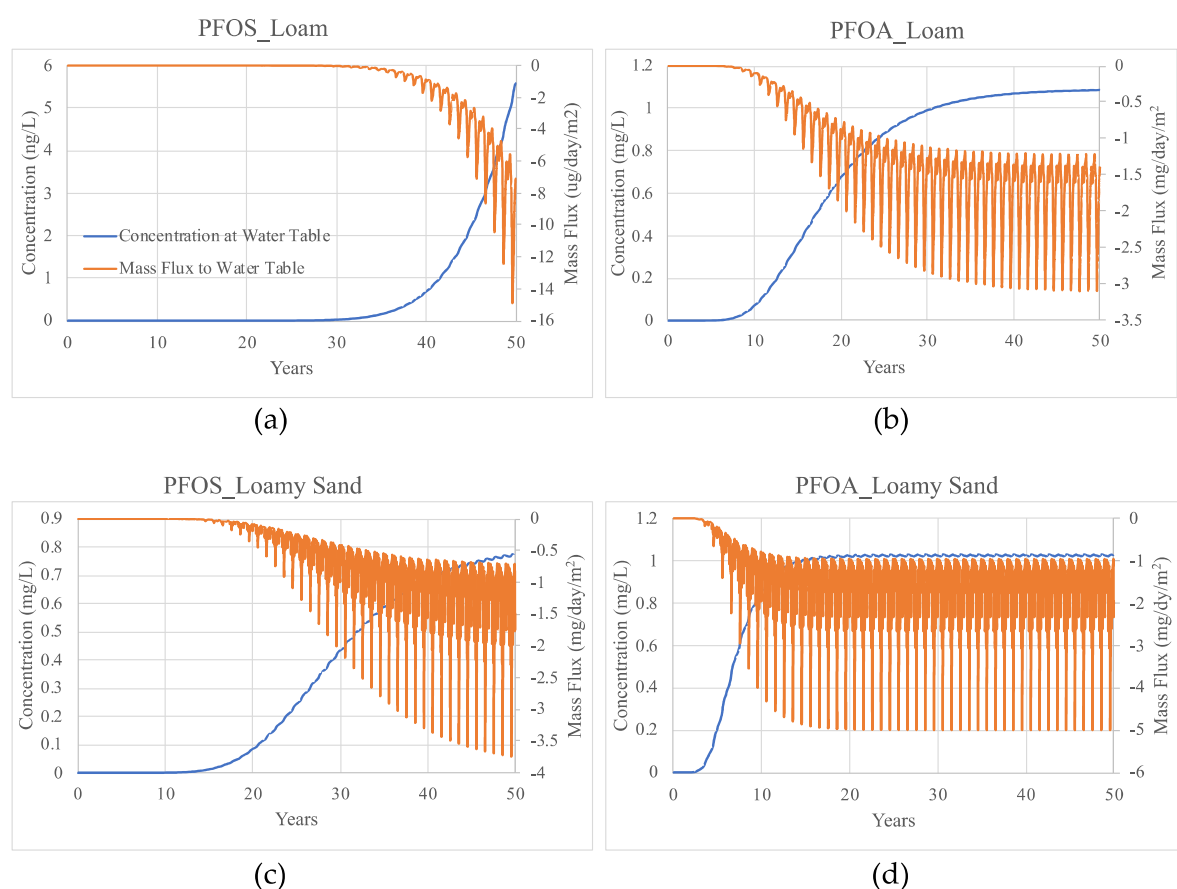 PFOS_Loam
6
5
4
3
2
1
0
Concentration (ng/L)
0
-2
-4
-6
-8
-10
-12
-14
-16
Mass Flux (ug/day/m2)
Concentration at Water Table
Mass Flux to Water Table
0 10 20 30 40 50
Years
(a)
PFOA_Loam
1.2
1
0.8
0.6
0.4
0.2
0
Concentration (mg/L)
0
-0.5
-1
-1.5
-2
-2.5
-3
-3.5
Mass Flux (mg/day/m²)
0 10 20 30 40 50
Years
(b)
PFOS_Loamy Sand
0.9
0.8
0.7
0.6
0.5
0.4
0.3
0.2
0.1
0
Concentration (mg/L)
0
-0.5
-1
-1.5
-2
-2.5
-3
-3.5
-4
Mass Flux (mg/day/m²)
0 10 20 30 40 50
Years
(c)
PFOA_Loamy Sand
1.2
1
0.8
0.6
0.4
0.2
0
Concentration (mg/L)
0
-1
-2
-3
-4
-5
-6
Mass Flux (mg/dy/m²)
0 10 20 30 40 50
Years
(d)